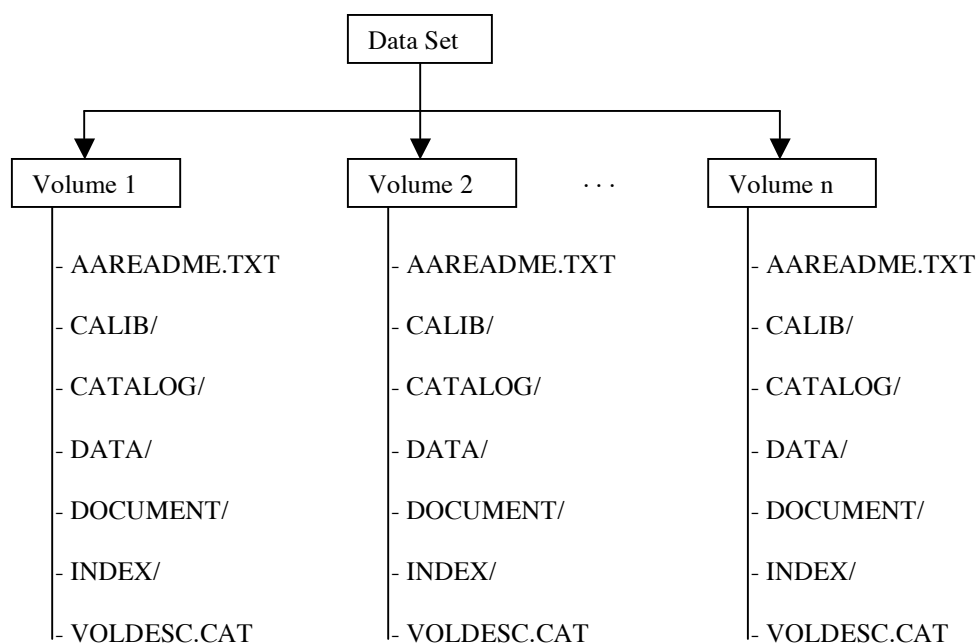 Data Set
Volume 1 Volume 2 . . . Volume n
- AAREADME.TXT - AAREADME.TXT - AAREADME.TXT
- CALIB/ - CALIB/ - CALIB/
- CATALOG/ - CATALOG/ - CATALOG/
- DATA/ - DATA/ - DATA/
- DOCUMENT/ - DOCUMENT/ - DOCUMENT/
- INDEX/ - INDEX/ - INDEX/
- VOLDESC.CAT - VOLDESC.CAT - VOLDESC.CAT